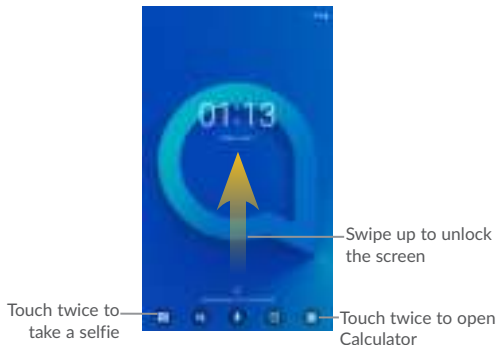 01:13
Swipe up to unlock
the screen
Touch twice to
take a selfie
Touch twice to open
Calculator